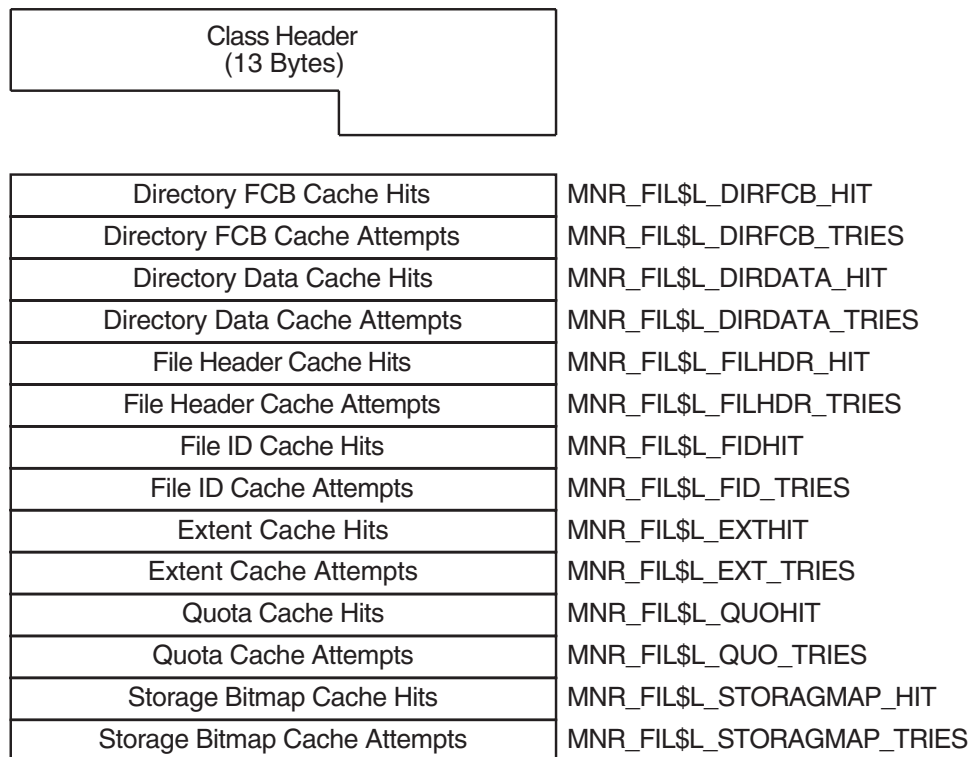 Class Header
(13 Bytes)
Directory FCB Cache Hits MNR_FIL$L_DIRFCB_HIT
Directory FCB Cache Attempts MNR_FIL$L_DIRFCB_TRIES
Directory Data Cache Hits MNR_FIL$L_DIRDATA_HIT
Directory Data Cache Attempts MNR_FIL$L_DIRDATA_TRIES
File Header Cache Hits MNR_FIL$L_FILHDR_HIT
File Header Cache Attempts MNR_FIL$L_FILHDR_TRIES
File ID Cache Hits MNR_FIL$L_FIDHIT
File ID Cache Attempts MNR_FIL$L_FID_TRIES
Extent Cache Hits MNR_FIL$L_EXTHIT
Extent Cache Attempts MNR_FIL$L_EXT_TRIES
Quota Cache Hits MNR_FIL$L_QUOHIT
Quota Cache Attempts MNR_FIL$L_QUO_TRIES
Storage Bitmap Cache Hits MNR_FIL$L_STORAGMAP_HIT
Storage Bitmap Cache Attempts MNR_FIL$L_STORAGMAP_TRIES